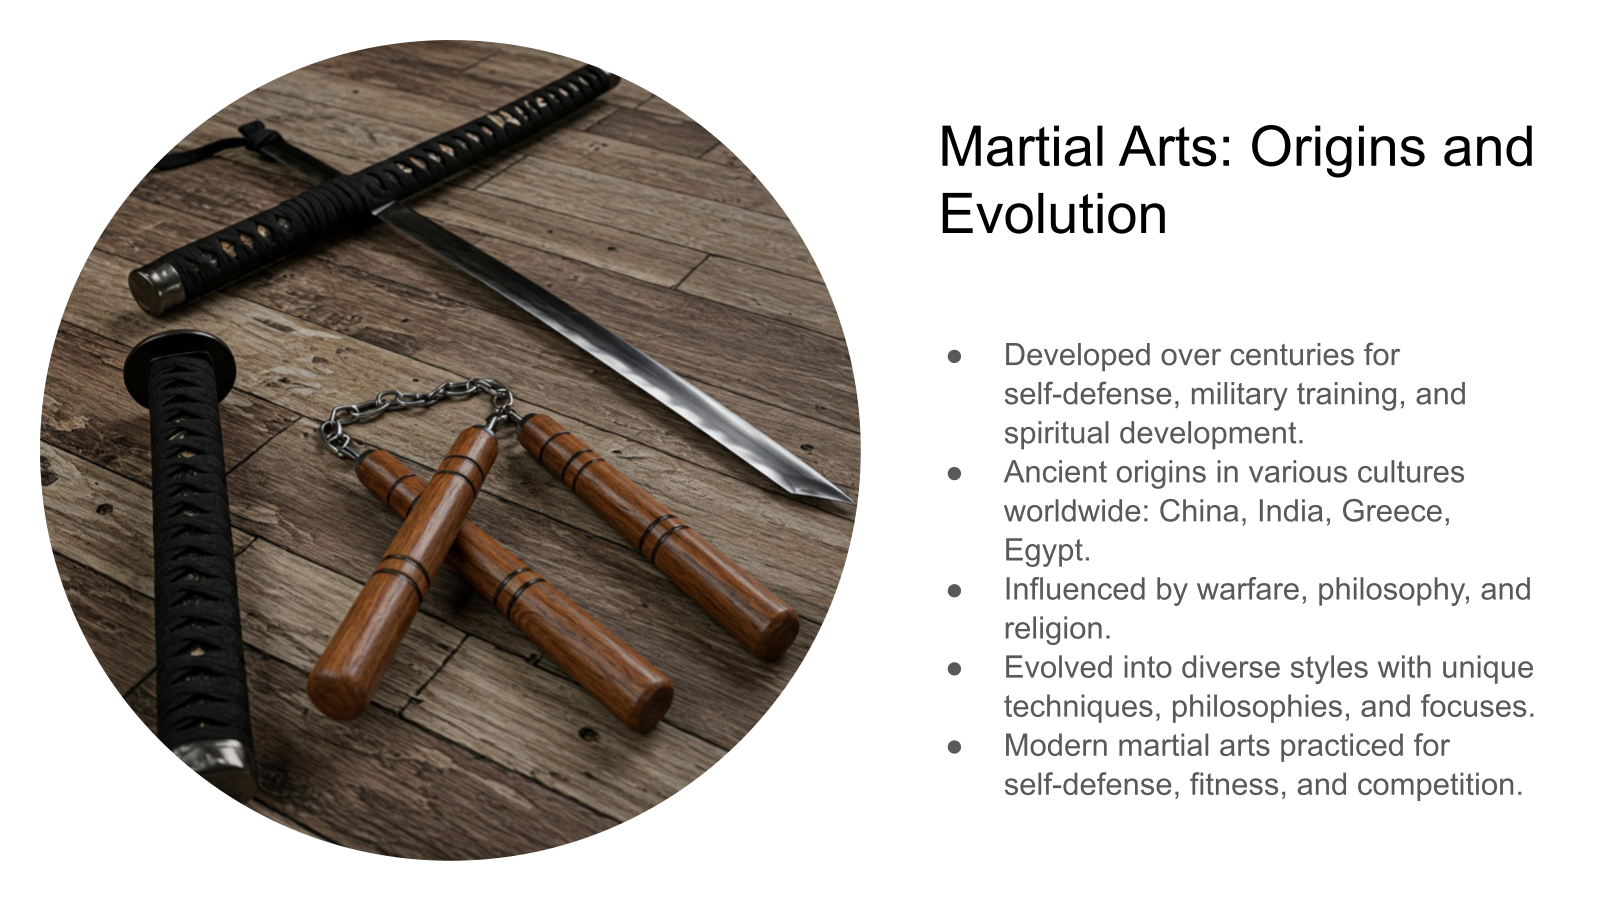 Martial Arts: Origins and
Evolution
● Developed over centuries for
self-defense, military training, and
spiritual development.
● Ancient origins in various cultures
worldwide: China, India, Greece,
Egypt.
● Influenced by warfare, philosophy, and
religion.
● Evolved into diverse styles with unique
techniques, philosophies, and focuses.
● Modern martial arts practiced for
self-defense, fitness, and competition.